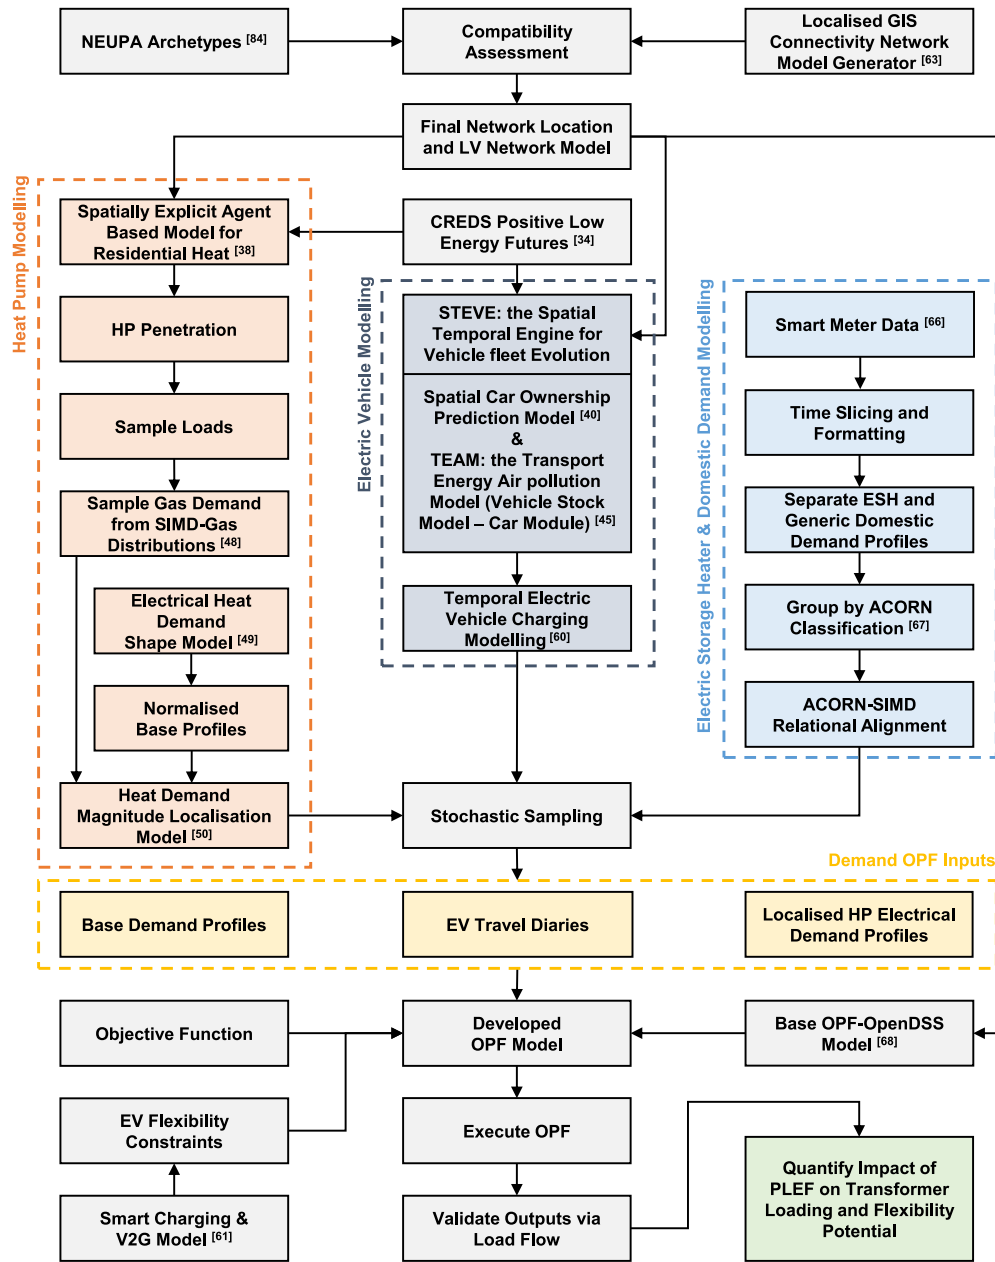 NEUPA Archetypes [84]
Compatibility
Assessment
Localised GIS
Connectivity Network
Model Generator [63]
Final Network Location
and LV Network Model
Heat Pump Modelling
Spatially Explicit Agent
Based Model for
Residential Heat [38]
HP Penetration
Sample Loads
Sample Gas Demand
from SIMD-Gas
Distributions [48]
Electrical Heat
Demand
Shape Model [49]
Normalised
Base Profiles
Heat Demand
Magnitude Localisation
Model [50]
CREDS Positive Low
Energy Futures [34]
Electric Vehicle Modelling
STEVE: the Spatial
Temporal Engine for
Vehicle fleet Evolution
Spatial Car Ownership
Prediction Model [40]
&
TEAM: the Transport
Energy Air pollution
Model (Vehicle Stock
Model – Car Module) [45]
Temporal Electric
Vehicle Charging
Modelling [60]
Electric Storage Heater & Domestic Demand Modelling
Smart Meter Data [66]
Time Slicing and
Formatting
Separate ESH and
Generic Domestic
Demand Profiles
Group by ACORN
Classification [67]
ACORN-SIMD
Relational Alignment
Stochastic Sampling
Demand OPF Inputs
Base Demand Profiles
EV Travel Diaries
Localised HP Electrical
Demand Profiles
Objective Function
Developed
OPF Model
Base OPF-OpenDSS
Model [68]
EV Flexibility
Constraints
Execute OPF
Smart Charging &
V2G Model [61]
Validate Outputs via
Load Flow
Quantify Impact of
PLEF on Transformer
Loading and Flexibility
Potential